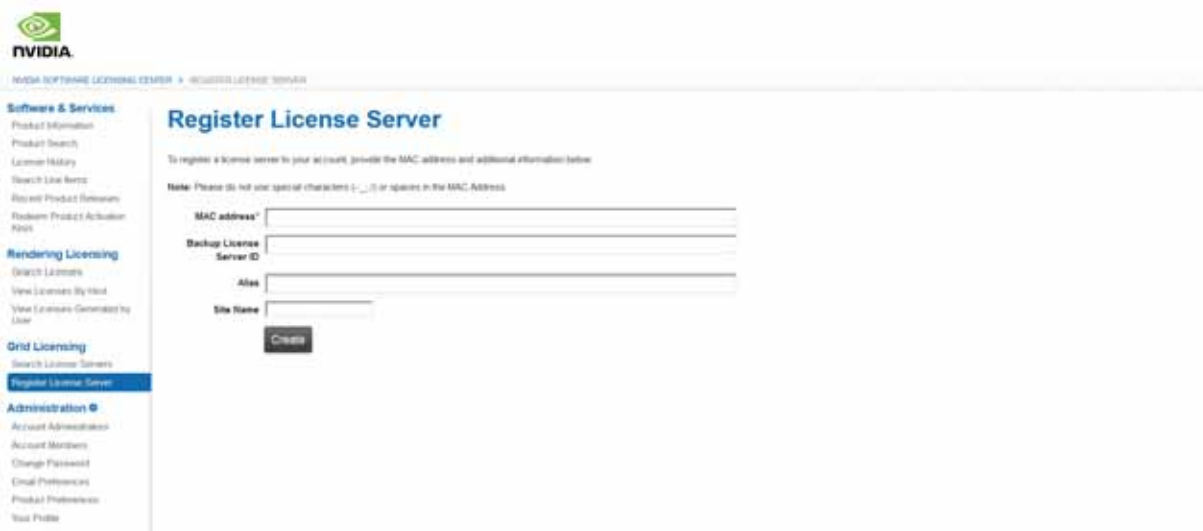 NVIDIA
NVIDIA SOFTWARE LICENSING CENTER ▸ REGISTER LICENSE SERVER
Software & Services
Product Information
Product Search
License History
Search Line Items
Recent Product Releases
Redeem Product Activation
Keys
Rendering Licensing
Search Licenses
View Licenses By Host
View Licenses Generated by
User
Grid Licensing
Search License Servers
Register License Server
Administration
Account Administration
Account Members
Change Password
Email Preferences
Product Preferences
Your Profile
Register License Server
To register a license server to your account, provide the MAC address and additional information below.
Note: Please do not use special characters or spaces in the MAC Address.
MAC address*
Backup License
Server ID
Alias
Site Name
Create